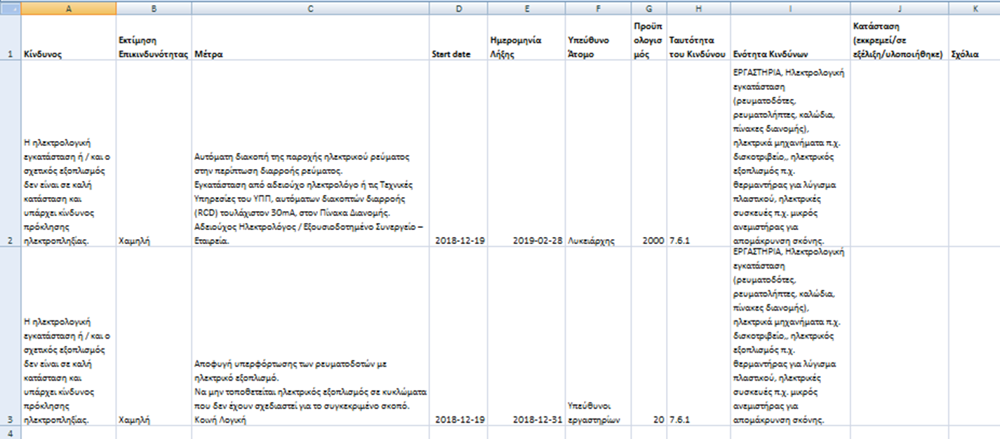 A B C D E F G H I J K
1
Κίνδυνος
Εκτίμηση
Επικινδυνότητας
Μέτρα
Start date
Ημερομηνία
Λήξης
Υπεύθυνο
Άτομο
Προϋπ
ολογισ
μός
Ταυτότητα
του Κινδύνου
Ενότητα Κινδύνων
Κατάσταση
(εκκρεμεί/σε
εξέλιξη/υλοποιήθηκε)
Σχόλια
2
Η ηλεκτρολογική
εγκατάσταση ή / και ο
σχετικός εξοπλισμός
δεν είναι σε καλή
κατάσταση και
υπάρχει κίνδυνος
πρόκλησης
ηλεκτροπληξίας.
Χαμηλή
Αυτόματη διακοπή της παροχής ηλεκτρικού ρεύματος
στην περίπτωση διαρροής ρεύματος.
Εγκατάσταση από αδειούχο ηλεκτρολόγο ή τις Τεχνικές
Υπηρεσίες του ΥΠΠ, αυτόματων διακοπτών διαρροής
(RCD) τουλάχιστον 30mA, στον Πίνακα Διανομής.
Αδειούχος Ηλεκτρολόγος / Εξουσιοδοτημένο Συνεργείο –
Εταιρεία.
2018-12-19
2019-02-28
Λυκειάρχης
2000
7.6.1
ΕΡΓΑΣΤΗΡΙΑ, Ηλεκτρολογική
εγκατάσταση
(ρευματοδότες,
ρευματολήπτες, καλώδια,
πίνακες διανομής),
ηλεκτρικά μηχανήματα π.χ.
δισκοτριβείο,, ηλεκτρικός
εξοπλισμός π.χ.
θερμαντήρας για λύγισμα
πλαστικού, ηλεκτρικές
συσκευές π.χ. μικρός
ανεμιστήρας για
απομάκρυνση σκόνης.
3
Η ηλεκτρολογική
εγκατάσταση ή / και ο
σχετικός εξοπλισμός
δεν είναι σε καλή
κατάσταση και
υπάρχει κίνδυνος
πρόκλησης
ηλεκτροπληξίας.
Χαμηλή
Αποφυγή υπερφόρτωσης των ρευματοδοτών με
ηλεκτρικό εξοπλισμό.
Να μην τοποθετείται ηλεκτρικός εξοπλισμός σε κυκλώματα
που δεν έχουν σχεδιαστεί για το συγκεκριμένο σκοπό.
Κοινή Λογική
2018-12-19
2018-12-31
Υπεύθυνοι
εργαστηρίων
20
7.6.1
ΕΡΓΑΣΤΗΡΙΑ, Ηλεκτρολογική
εγκατάσταση
(ρευματοδότες,
ρευματολήπτες, καλώδια,
πίνακες διανομής),
ηλεκτρικά μηχανήματα π.χ.
δισκοτριβείο,, ηλεκτρικός
εξοπλισμός π.χ.
θερμαντήρας για λύγισμα
πλαστικού, ηλεκτρικές
συσκευές π.χ. μικρός
ανεμιστήρας για
απομάκρυνση σκόνης.
4